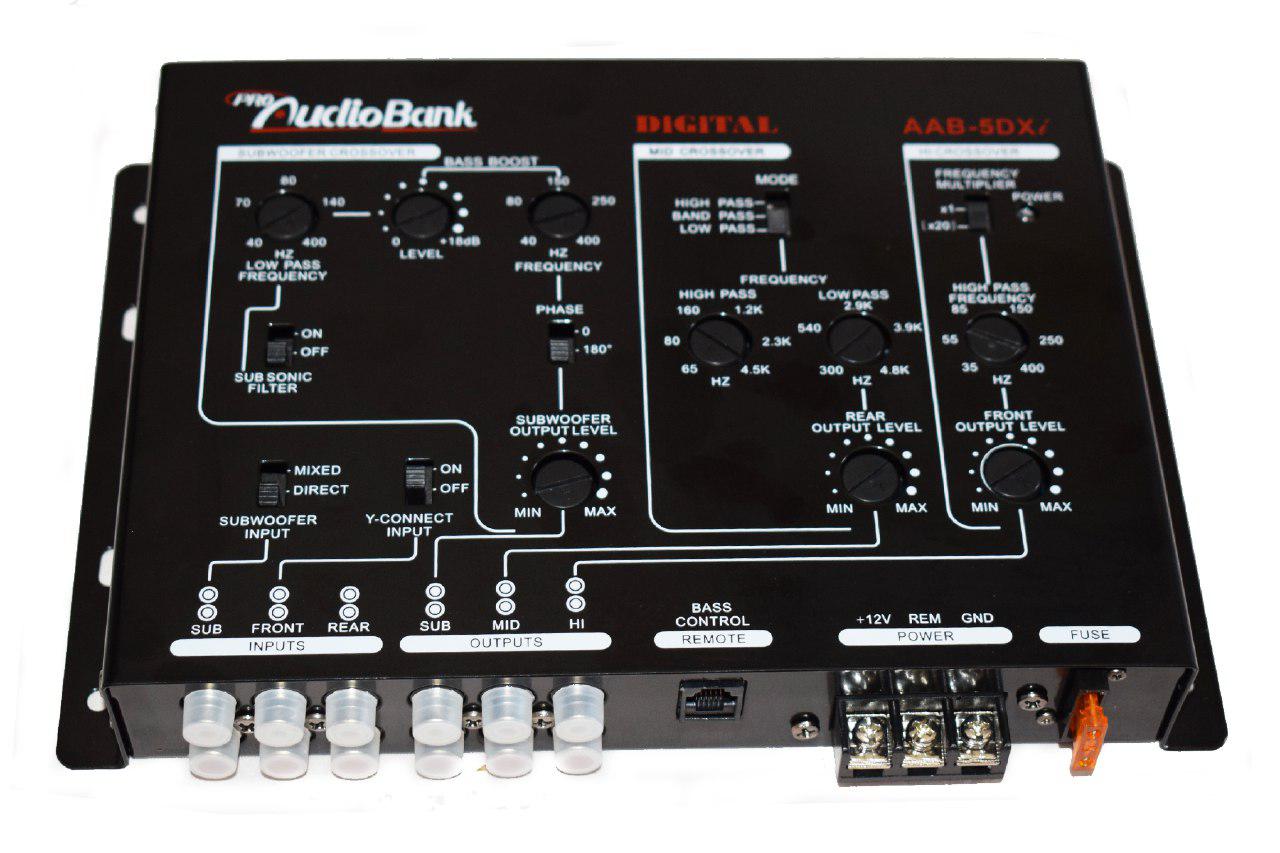 PRO AudioBank
DIGITAL
AAB-5DXi
SUBWOOFER CROSSOVER
MID CROSSOVER
HI CROSSOVER
BASS BOOST
80
70
140
40
400
HZ
LOW PASS
FREQUENCY
0
+18dB
LEVEL
150
80
250
40
400
HZ
FREQUENCY
ON
OFF
SUB SONIC
FILTER
PHASE
0
180°
SUBWOOFER
OUTPUT LEVEL
MIN
MAX
MODE
HIGH PASS
BAND PASS
LOW PASS
FREQUENCY
HIGH PASS
160
1.2K
80
2.3K
65
4.5K
HZ
LOW PASS
2.9K
540
3.9K
300
4.8K
HZ
REAR
OUTPUT LEVEL
MIN
MAX
FREQUENCY
MULTIPLIER
POWER
x1
(x20)
HIGH PASS
FREQUENCY
85
150
55
250
35
400
HZ
FRONT
OUTPUT LEVEL
MIN
MAX
MIXED
DIRECT
SUBWOOFER
INPUT
ON
OFF
Y-CONNECT
INPUT
SUB
FRONT
REAR
INPUTS
SUB
MID
HI
OUTPUTS
BASS
CONTROL
REMOTE
+12V REM GND
POWER
FUSE